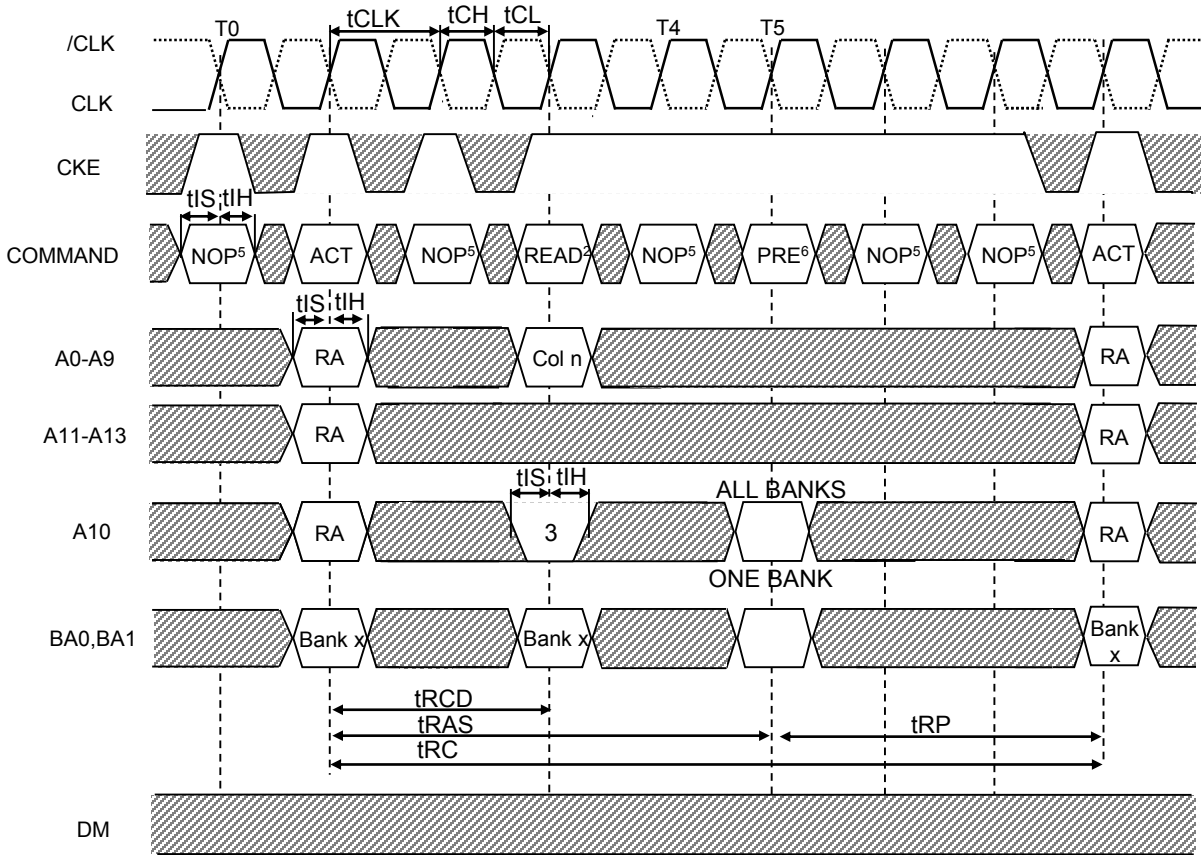 T0 tCLK tCH tCL T4 T5
/CLK
CLK
CKE
tIS tIH
COMMAND NOP5 ACT NOP5 READ2 NOP5 PRE6 NOP5 NOP5 ACT
tIS tIH
A0-A9 RA Col n RA
A11-A13 RA RA
tIS tIH ALL BANKS
A10 RA 3 RA
ONE BANK
BA0,BA1 Bank x Bank x Bank x
tRCD
tRAS tRP
tRC
DM